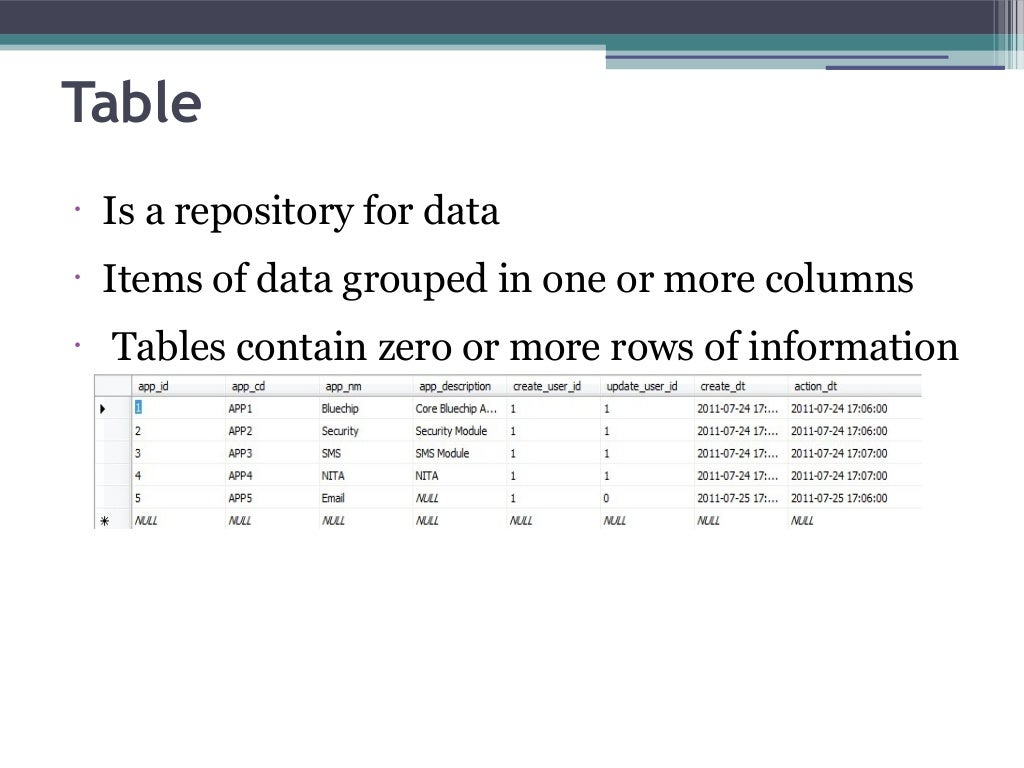 Table
· Is a repository for data
· Items of data grouped in one or more columns
· Tables contain zero or more rows of information
app_id app_cd app_nm app_description create_user_id update_user_id create_dt action_dt
1 APP1 Bluechip Core Bluechip A... 1 1 2011-07-24 17:... 2011-07-24 17:06:00
2 APP2 Security Security Module 1 1 2011-07-24 17:... 2011-07-24 17:06:00
3 APP3 SMS SMS Module 1 1 2011-07-24 17:... 2011-07-24 17:07:00
4 APP4 NITA NITA 1 1 2011-07-24 17:... 2011-07-24 17:07:00
5 APP5 Email NULL 1 0 2011-07-25 17:... 2011-07-25 17:06:00
NULL NULL NULL NULL NULL NULL NULL NULL